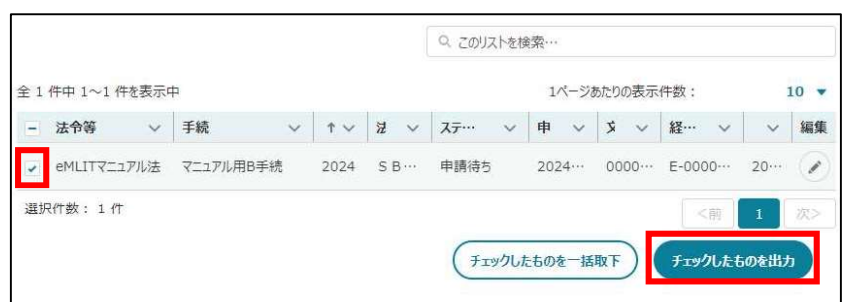 このリストを検索…
全 1 件中 1～1 件を表示中 1ページあたりの表示件数： 10
法令等 手続 ↑ ステ… 申 経… 編集
eMLITマニュアル法 マニュアル用B手続 2024 S B… 申請待ち 2024… 0000… E-0000… 20…
選択件数： 1 件
<前 1 次>
チェックしたものを一括取下 チェックしたものを出力